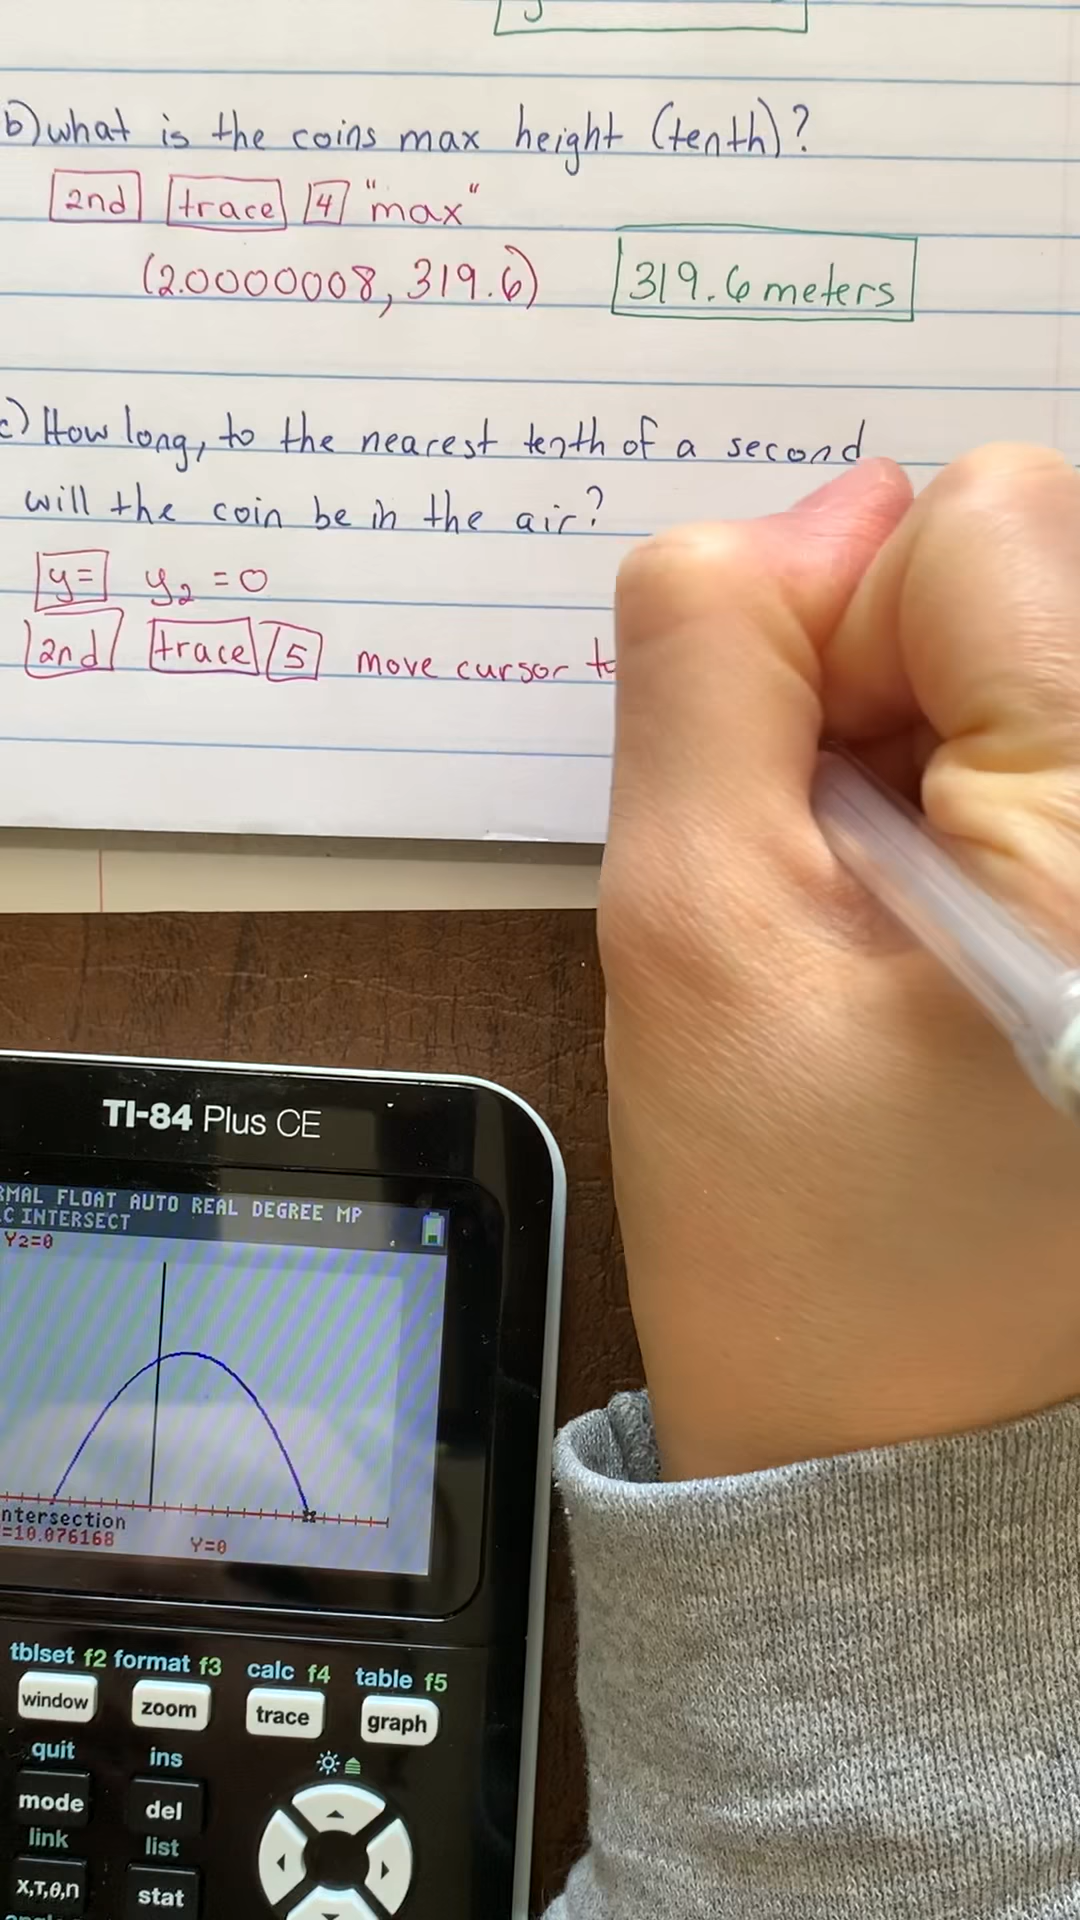 b) what is the coins max height (tenth)?
2nd trace 4 "max"
(2.0000008, 319.6) 319.6 meters
c) How long, to the nearest tenth of a second
will the coin be in the air?
y= y₂ = 0
2nd trace 5 move cursor to
TI-84 Plus CE
RMAL FLOAT AUTO REAL DEGREE MP
C INTERSECT
Y2=0
ntersection
=10.076168 Y=0
tblset f2 format f3 calc f4 table f5
window zoom trace graph
quit ins
mode del
link list
X,T,θ,n stat